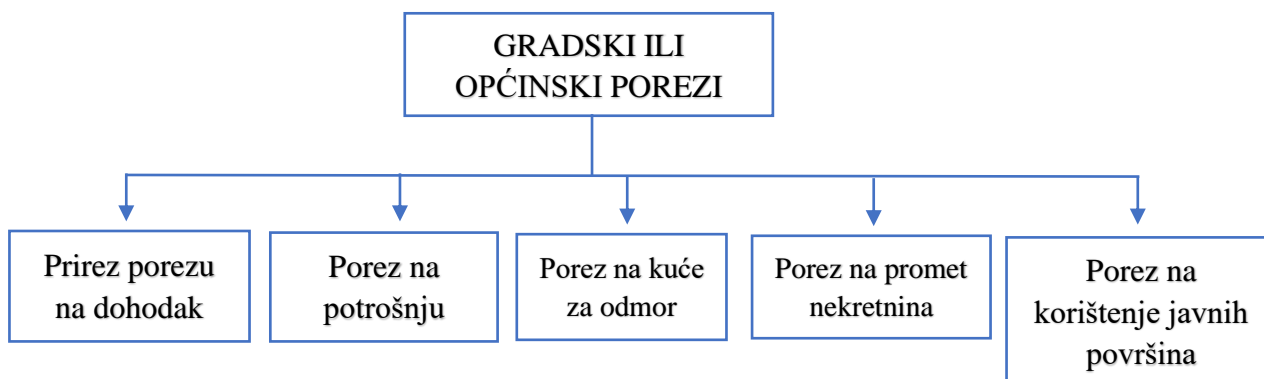 GRADSKI ILI
OPĆINSKI POREZI
Prirez porezu
na dohodak
Porez na
potrošnju
Porez na kuće
za odmor
Porez na promet
nekretnina
Porez na
korištenje javnih
površina